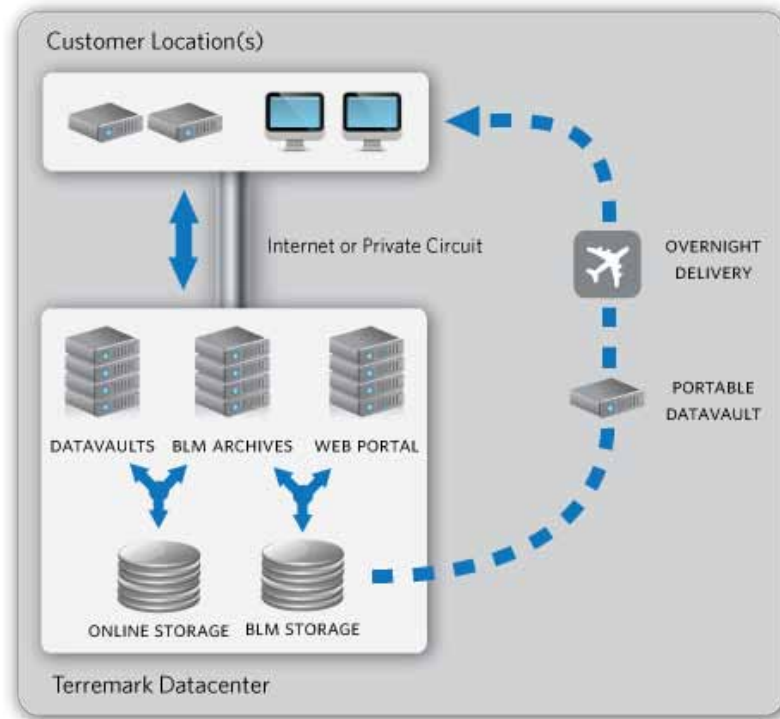 Customer Location(s)
Internet or Private Circuit
OVERNIGHT
DELIVERY
PORTABLE
DATAVAULT
DATAVAULTS
BLM ARCHIVES
WEB PORTAL
ONLINE STORAGE
BLM STORAGE
Terremark Datacenter